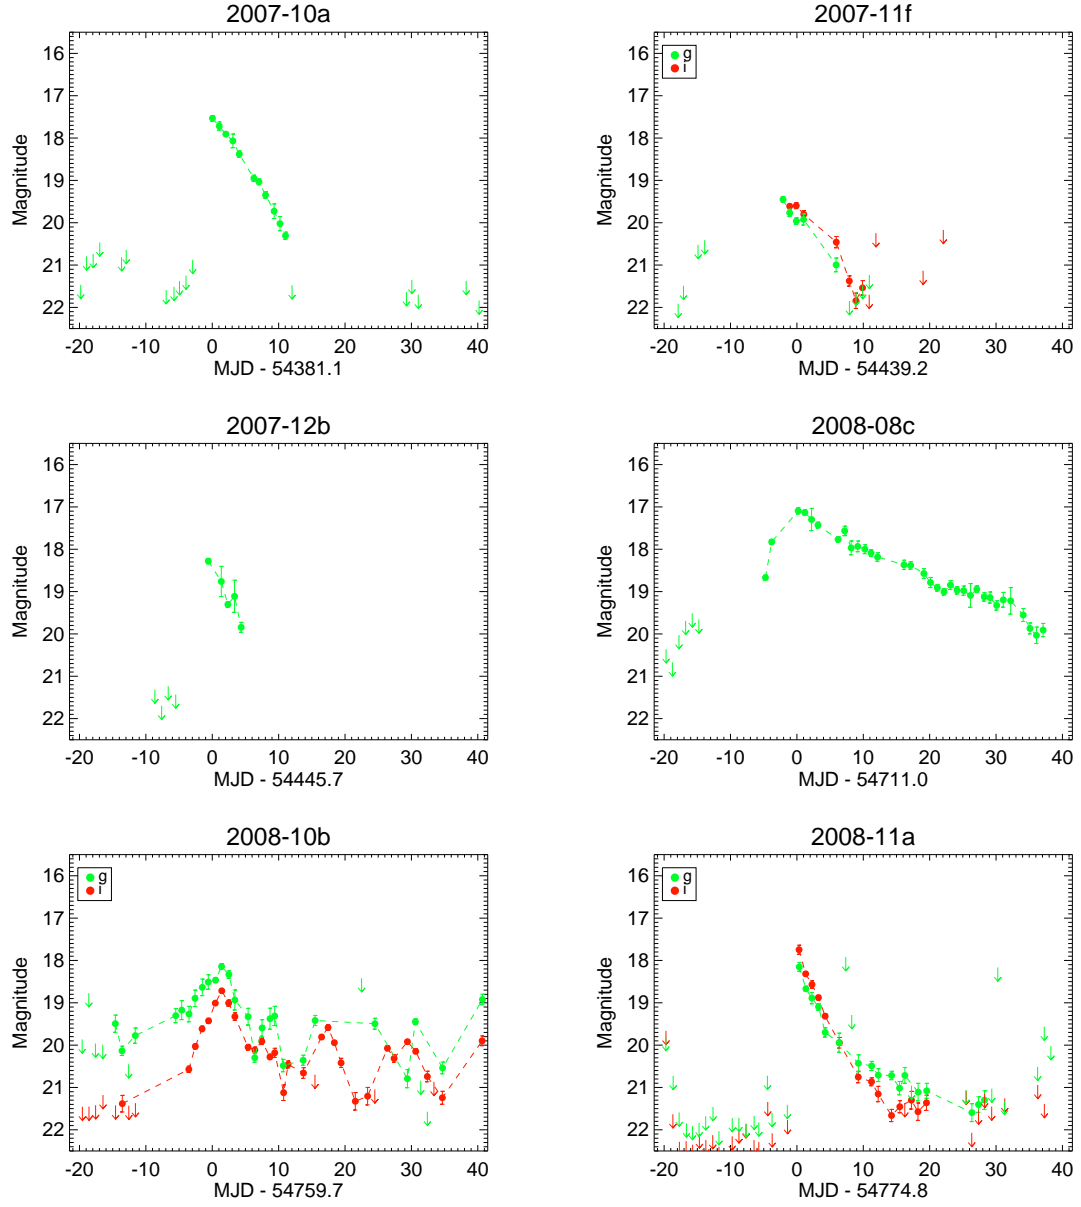 2007-10a
16
17
18
19
20
21
22
Magnitude
-20 -10 0 10 20 30 40
MJD - 54381.1
2007-11f
g
i
16
17
18
19
20
21
22
Magnitude
-20 -10 0 10 20 30 40
MJD - 54439.2
2007-12b
16
17
18
19
20
21
22
Magnitude
-20 -10 0 10 20 30 40
MJD - 54445.7
2008-08c
16
17
18
19
20
21
22
Magnitude
-20 -10 0 10 20 30 40
MJD - 54711.0
2008-10b
g
i
16
17
18
19
20
21
22
Magnitude
-20 -10 0 10 20 30 40
MJD - 54759.7
2008-11a
g
i
16
17
18
19
20
21
22
Magnitude
-20 -10 0 10 20 30 40
MJD - 54774.8